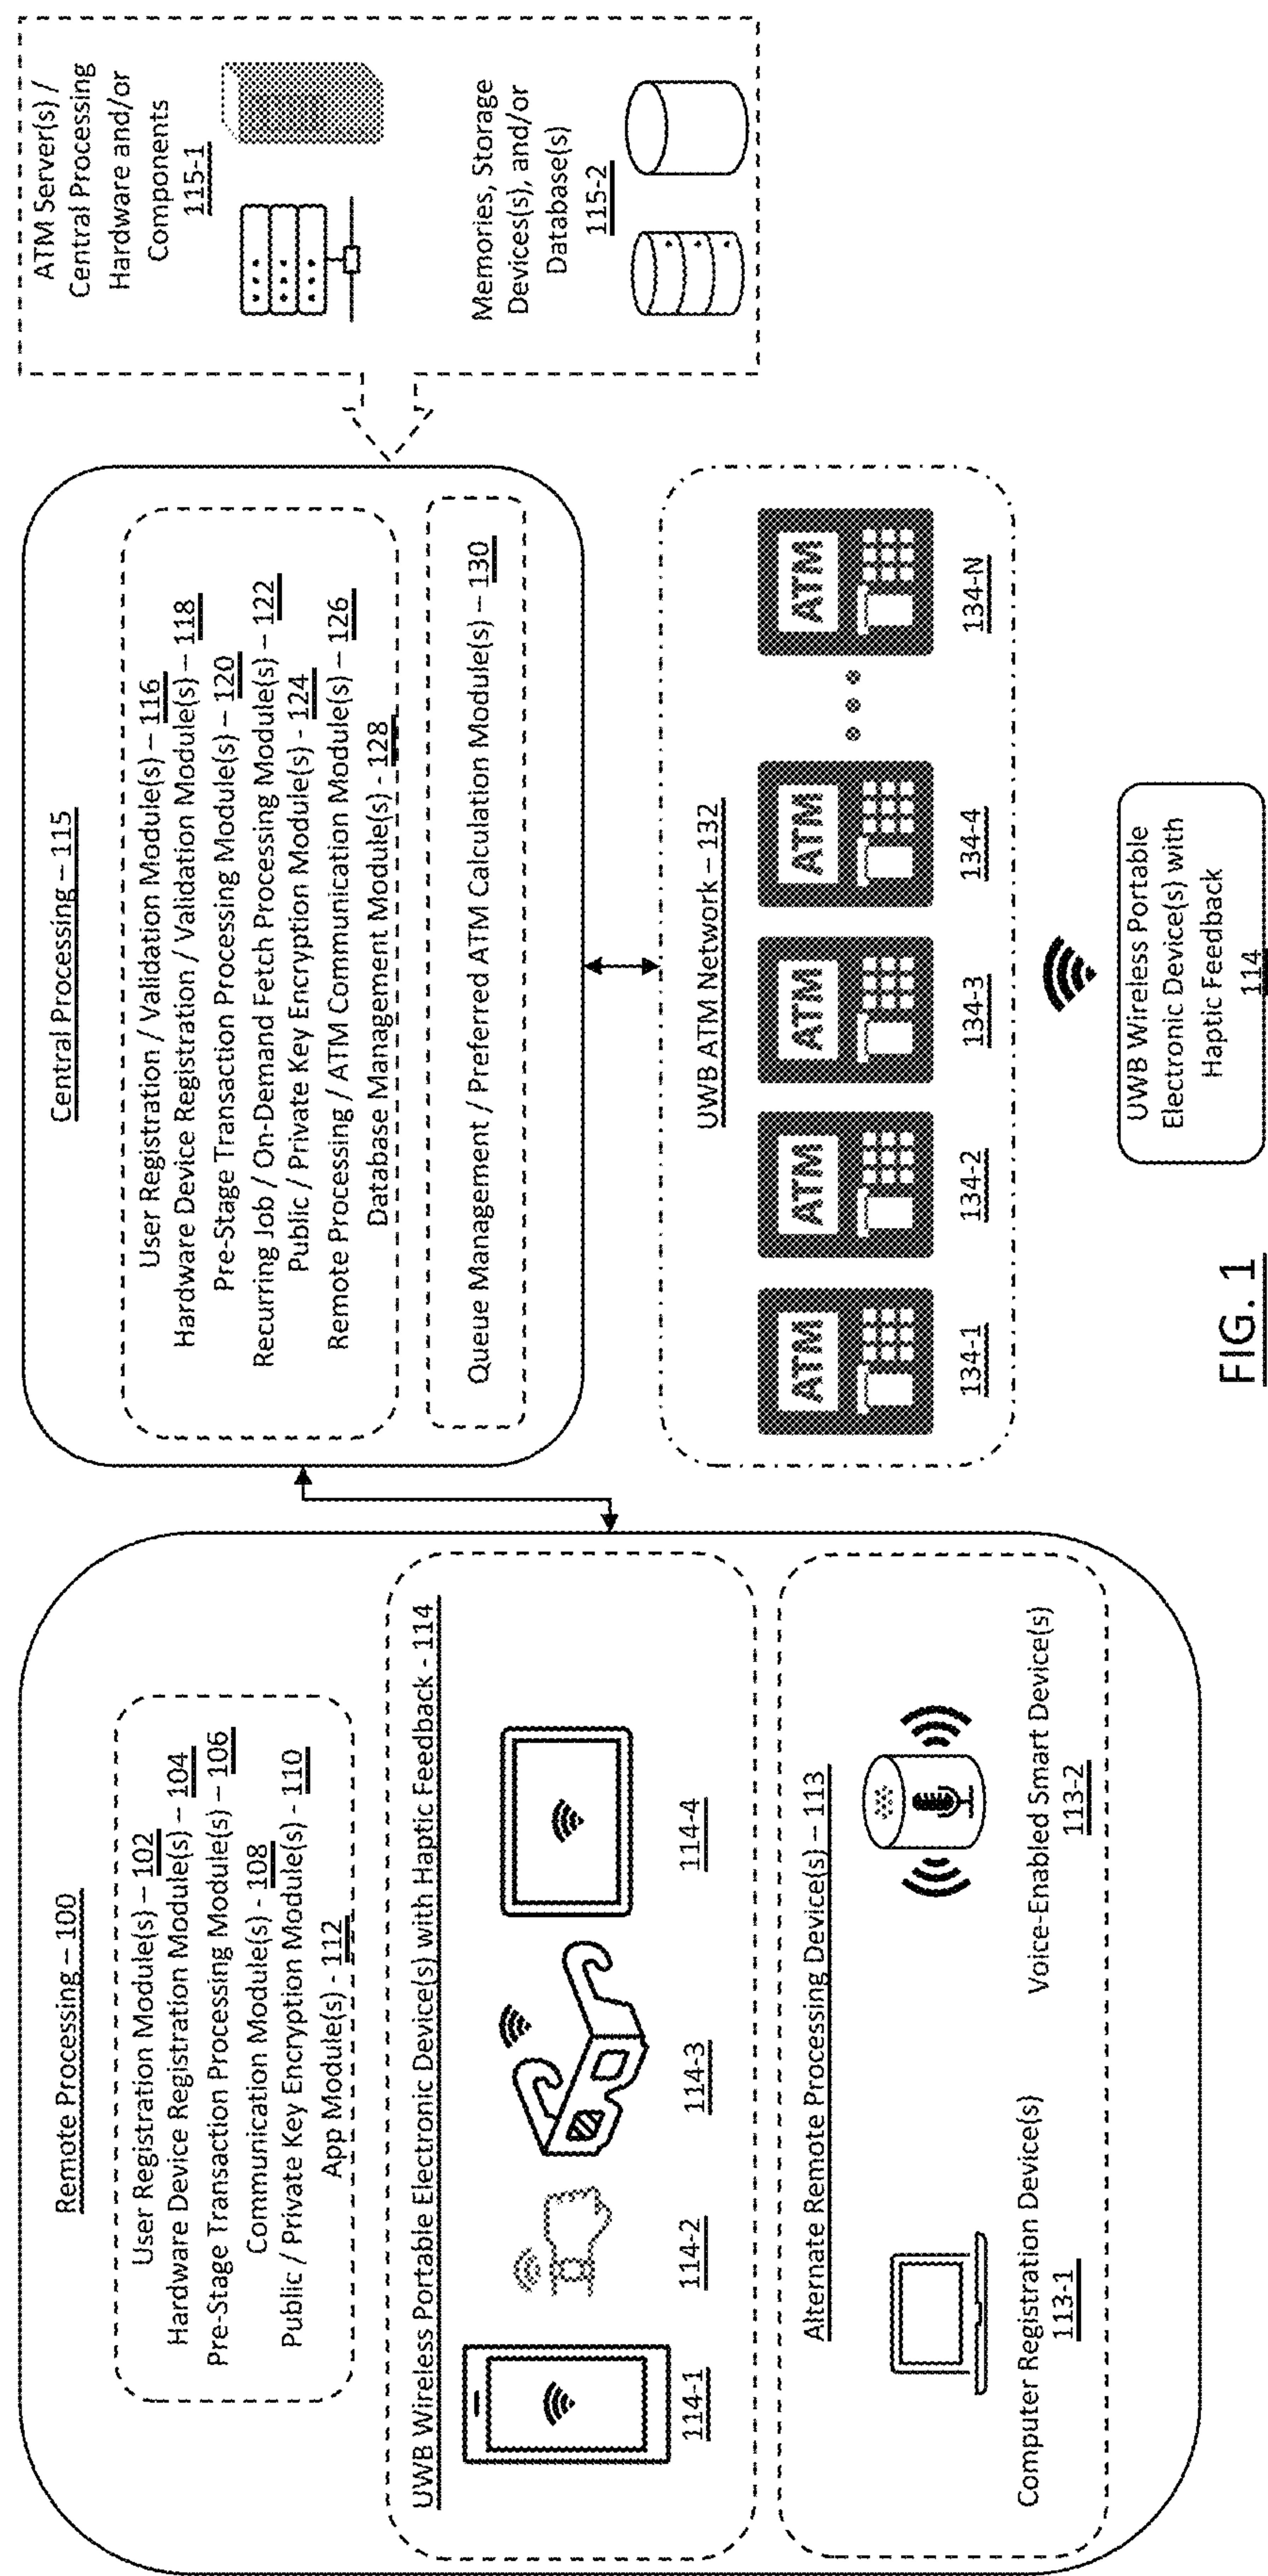 Remote Processing – 100
User Registration Module(s) – 102
Hardware Device Registration Module(s) – 104
Pre-Stage Transaction Processing Module(s) – 106
Communication Module(s) - 108
Public / Private Key Encryption Module(s) - 110
App Module(s) - 112
UWB Wireless Portable Electronic Device(s) with Haptic Feedback - 114
114-1
114-2
114-3
114-4
Alternate Remote Processing Device(s) – 113
Computer Registration Device(s)
113-1
Voice-Enabled Smart Device(s)
113-2
Central Processing – 115
User Registration / Validation Module(s) – 116
Hardware Device Registration / Validation Module(s) – 118
Pre-Stage Transaction Processing Module(s) – 120
Recurring Job / On-Demand Fetch Processing Module(s) – 122
Public / Private Key Encryption Module(s) - 124
Remote Processing / ATM Communication Module(s) – 126
Database Management Module(s) - 128
Queue Management / Preferred ATM Calculation Module(s) – 130
UWB ATM Network – 132
ATM
ATM
ATM
ATM
ATM
134-1
134-2
134-3
134-4
134-N
UWB Wireless Portable
Electronic Device(s) with
Haptic Feedback
114
ATM Server(s) /
Central Processing
Hardware and/or
Components
115-1
Memories, Storage
Devices(s), and/or
Database(s)
115-2
FIG. 1